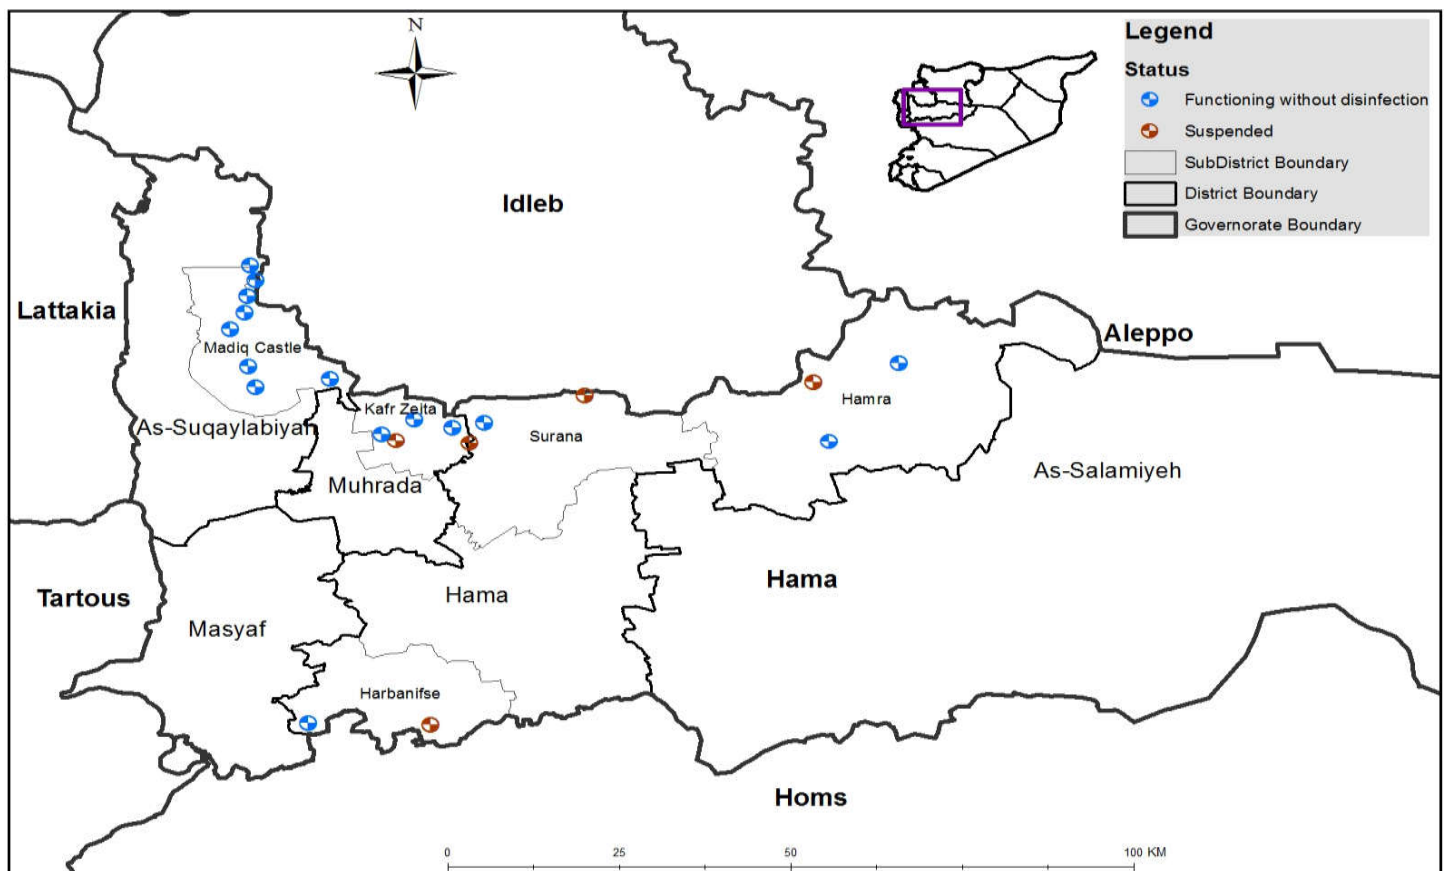 N
Legend
Status
Functioning without disinfection
Suspended
SubDistrict Boundary
District Boundary
Governorate Boundary
Idleb
Lattakia
Aleppo
Madiq Castle
Hamra
Kafr Zeita
As-Suqaylabiyah
Surana
As-Salamiyeh
Muhrada
Hama
Hama
Tartous
Masyaf
Harbanifse
Homs
0 25 50 100 KM